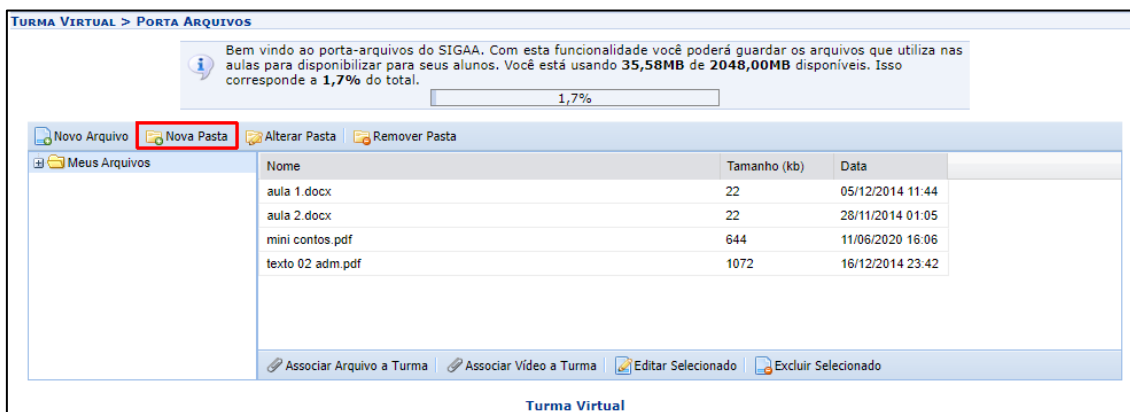 TURMA VIRTUAL > PORTA ARQUIVOS
Bem vindo ao porta-arquivos do SIGAA. Com esta funcionalidade você poderá guardar os arquivos que utiliza nas
aulas para disponibilizar para seus alunos. Você está usando 35,58MB de 2048,00MB disponíveis. Isso
corresponde a 1,7% do total.
1,7%
Novo Arquivo Nova Pasta Alterar Pasta Remover Pasta
Meus Arquivos Nome Tamanho (kb) Data
aula 1.docx 22 05/12/2014 11:44
aula 2.docx 22 28/11/2014 01:05
mini contos.pdf 644 11/06/2020 16:06
texto 02 adm.pdf 1072 16/12/2014 23:42
Associar Arquivo a Turma Associar Vídeo a Turma Editar Selecionado Excluir Selecionado
Turma Virtual